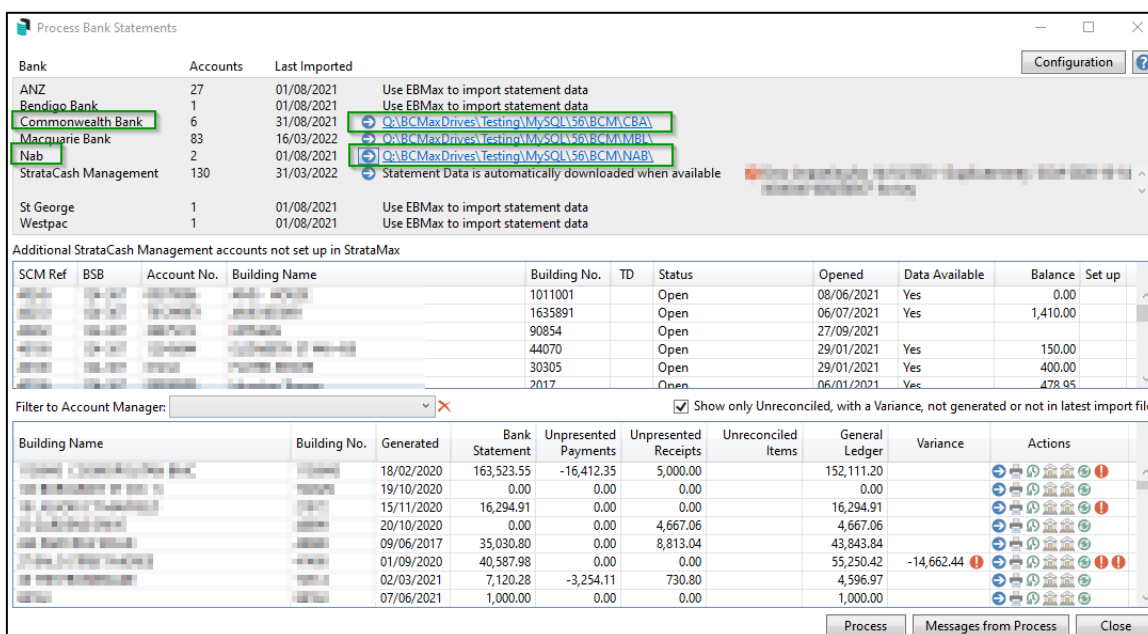 Process Bank Statements
Configuration
Bank Accounts Last Imported
ANZ 27 01/08/2021 Use EBMax to import statement data
Bendigo Bank 1 01/08/2021 Use EBMax to import statement data
Commonwealth Bank 6 31/08/2021 Q:\BCMaxDrives\Testing\MySQL\56\BCM\CBA\
Macquarie Bank 83 16/03/2022 Q:\BCMaxDrives\Testing\MySQL\56\BCM\MBL\
Nab 2 01/08/2021 Q:\BCMaxDrives\Testing\MySQL\56\BCM\NAB\
StrataCash Management 130 31/03/2022 Statement Data is automatically downloaded when available
St George 1 01/08/2021 Use EBMax to import statement data
Westpac 1 01/08/2021 Use EBMax to import statement data
Additional StrataCash Management accounts not set up in StrataMax
SCM Ref BSB Account No. Building Name Building No. TD Status Opened Data Available Balance Set up
1011001 Open 08/06/2021 Yes 0.00
1635891 Open 06/07/2021 Yes 1,410.00
90854 Open 27/09/2021
44070 Open 29/01/2021 Yes 150.00
30305 Open 29/01/2021 Yes 400.00
2017 Open 06/01/2021 Yes 478.95
Filter to Account Manager: Show only Unreconciled, with a Variance, not generated or not in latest import file
Building Name Building No. Generated Bank Statement Unpresented Payments Unpresented Receipts Unreconciled Items General Ledger Variance Actions
18/02/2020 163,523.55 -16,412.35 5,000.00 152,111.20
19/10/2020 0.00 0.00 0.00 0.00
15/11/2020 16,294.91 0.00 0.00 16,294.91
20/10/2020 0.00 0.00 4,667.06 4,667.06
09/06/2017 35,030.80 0.00 8,813.04 43,843.84
01/09/2020 40,587.98 0.00 0.00 55,250.42 -14,662.44
02/03/2021 7,120.28 -3,254.11 730.80 4,596.97
07/06/2021 1,000.00 0.00 0.00 1,000.00
Process Messages from Process Close